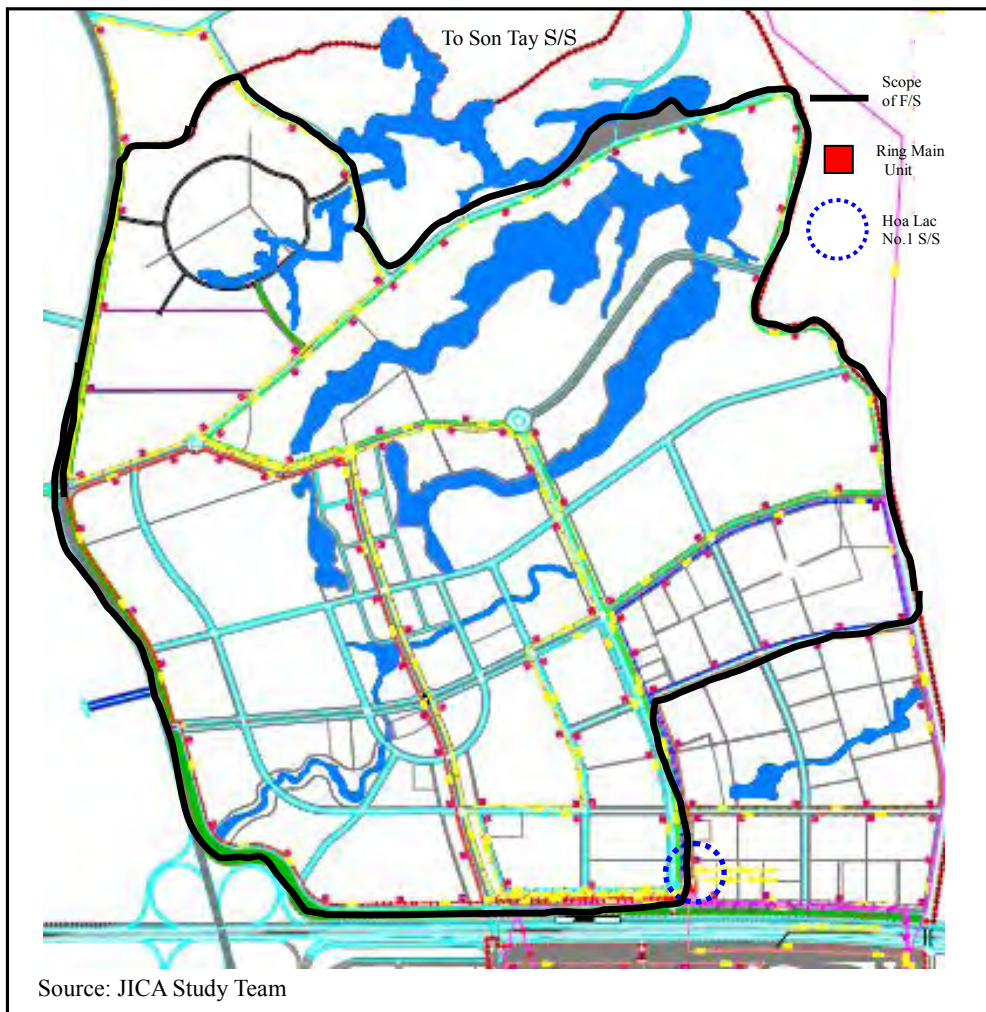 To Son Tay S/S
Scope
of F/S
Ring Main
Unit
Hoa Lac
No.1 S/S
Source: JICA Study Team